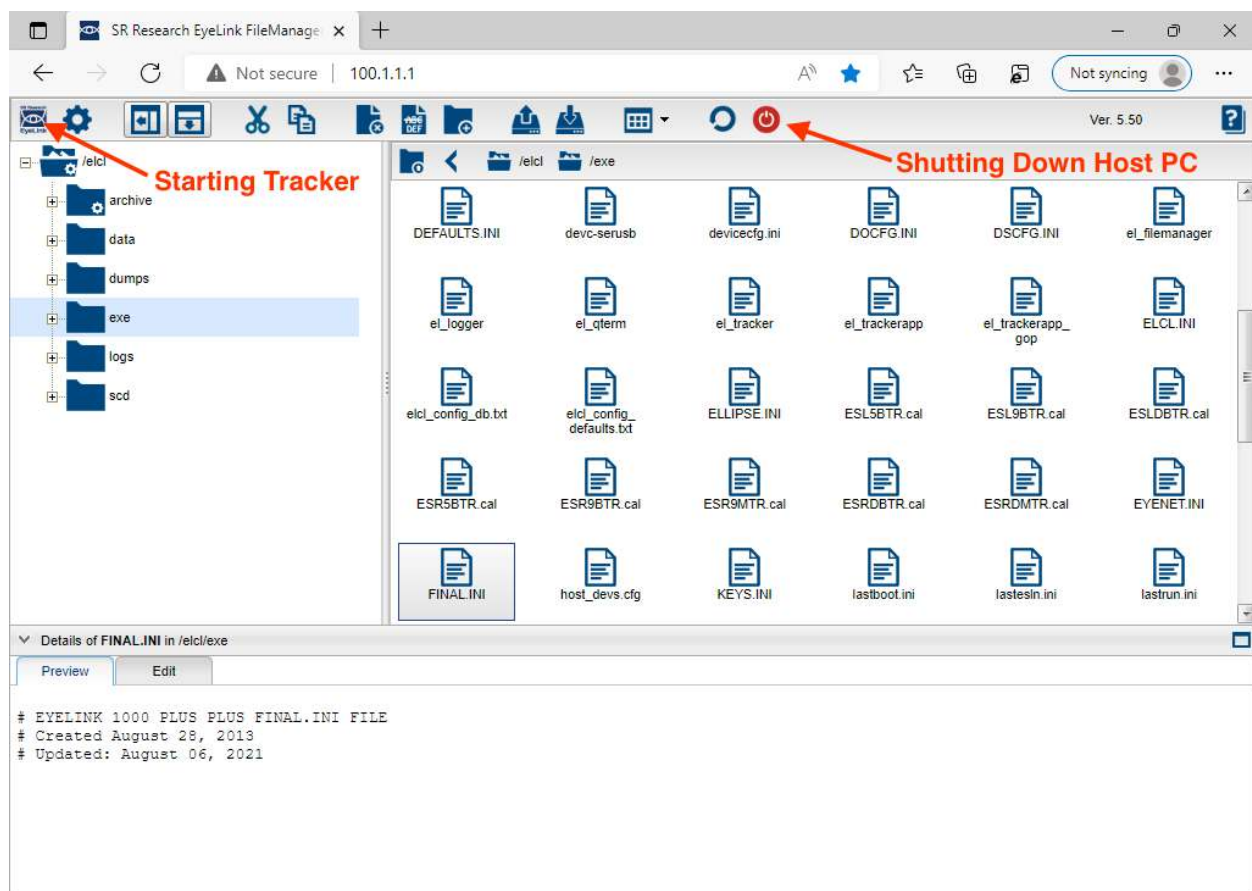 SR Research EyeLink FileManage
Not secure | 100.1.1.1
Not syncing
SR Research
EyeLink
ABC
DEF
Ver. 5.50
?
Starting Tracker
Shutting Down Host PC
/elcl
archive
data
dumps
exe
logs
scd
/elcl /exe
DEFAULTS.INI devc-serusb devicecfg.ini DOCFG.INI DSCFG.INI el_filemanager
el_logger el_qterm el_tracker el_trackerapp el_trackerapp_
gop ELCL.INI
elcl_config_db.txt elcl_config_
defaults.txt ELLIPSE.INI ESL5BTR.cal ESL9BTR.cal ESLDBTR.cal
ESR5BTR.cal ESR9BTR.cal ESR9MTR.cal ESRDBTR.cal ESRDMTR.cal EYENET.INI
FINAL.INI host_devs.cfg KEYS.INI lastboot.ini lastesln.ini lastrun.ini
Details of FINAL.INI in /elcl/exe
Preview Edit
# EYELINK 1000 PLUS PLUS FINAL.INI FILE
# Created August 28, 2013
# Updated: August 06, 2021